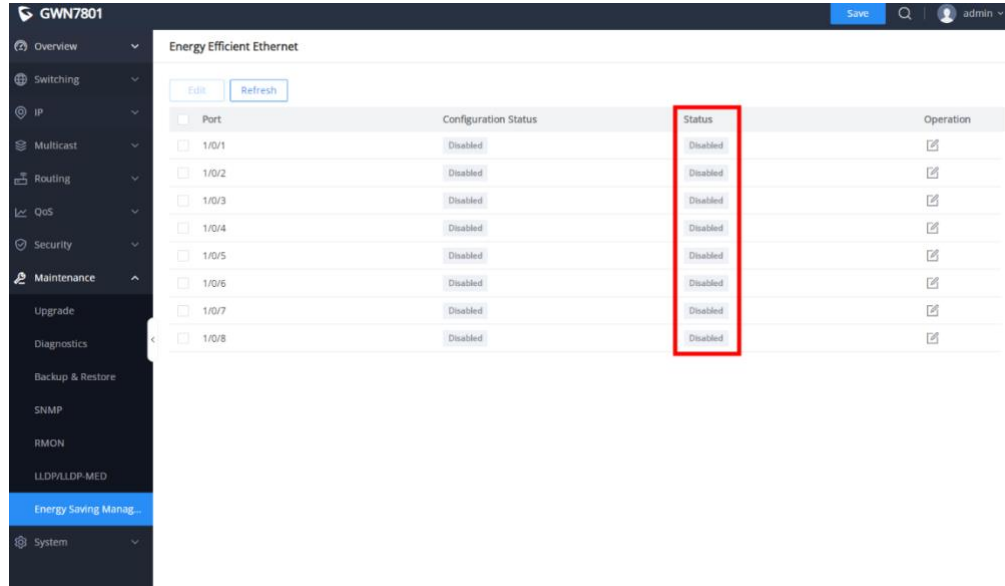 GWN7801
Save
admin
Overview
Switching
IP
Multicast
Routing
QoS
Security
Maintenance
Upgrade
Diagnostics
Backup & Restore
SNMP
RMON
LLDP/LLDP-MED
Energy Saving Manag...
System
Energy Efficient Ethernet
Edit Refresh
Port Configuration Status Status Operation
1/0/1 Disabled Disabled
1/0/2 Disabled Disabled
1/0/3 Disabled Disabled
1/0/4 Disabled Disabled
1/0/5 Disabled Disabled
1/0/6 Disabled Disabled
1/0/7 Disabled Disabled
1/0/8 Disabled Disabled